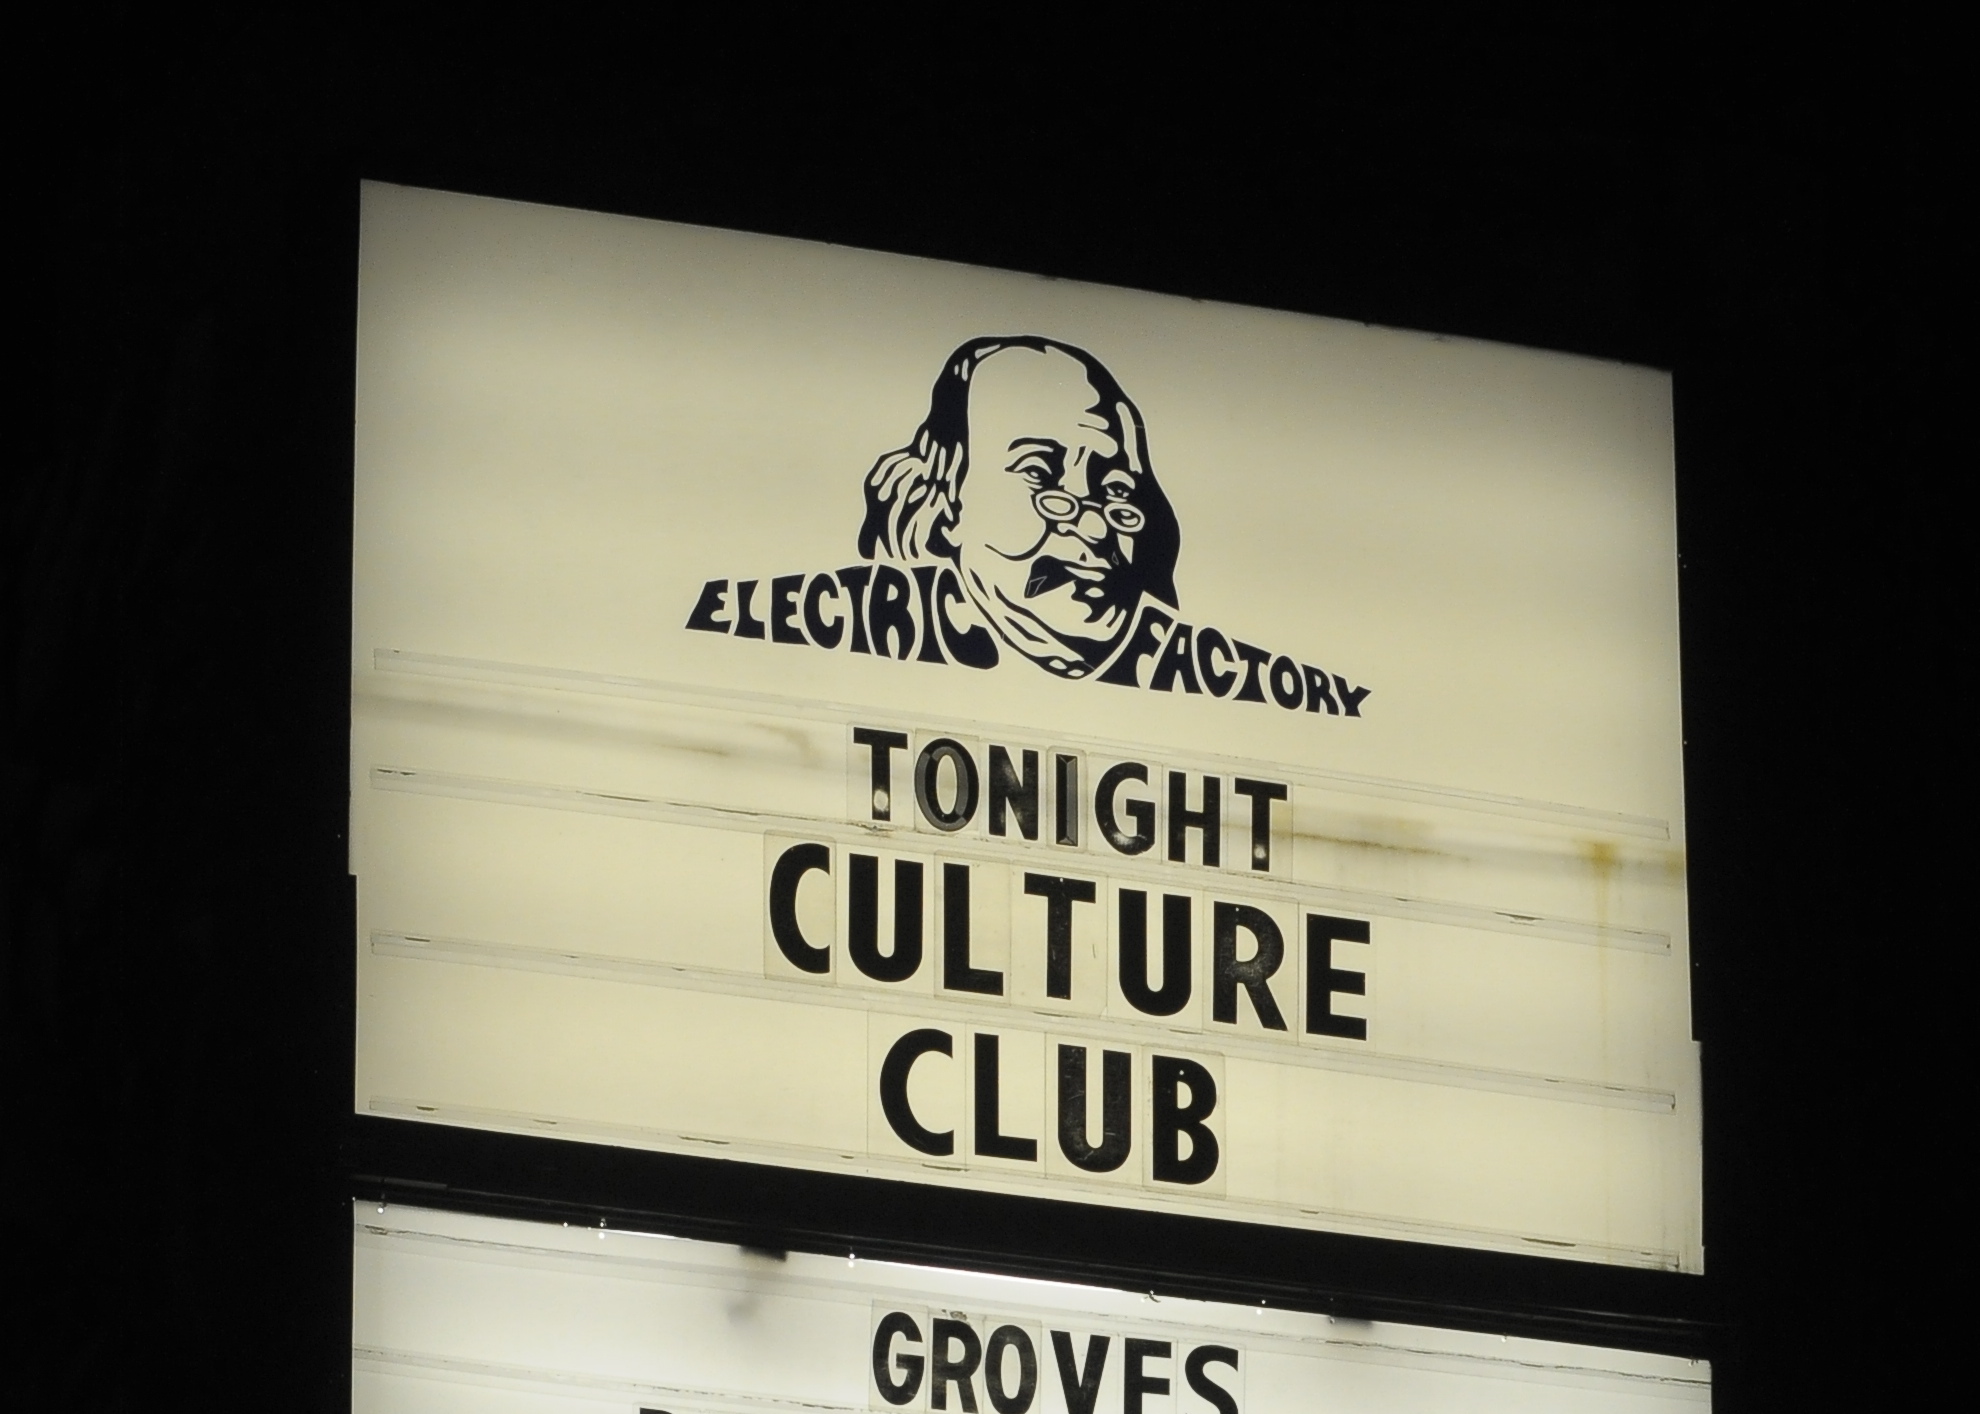 ELECTRIC FACTORY
TONIGHT
CULTURE
CLUB
GROVES